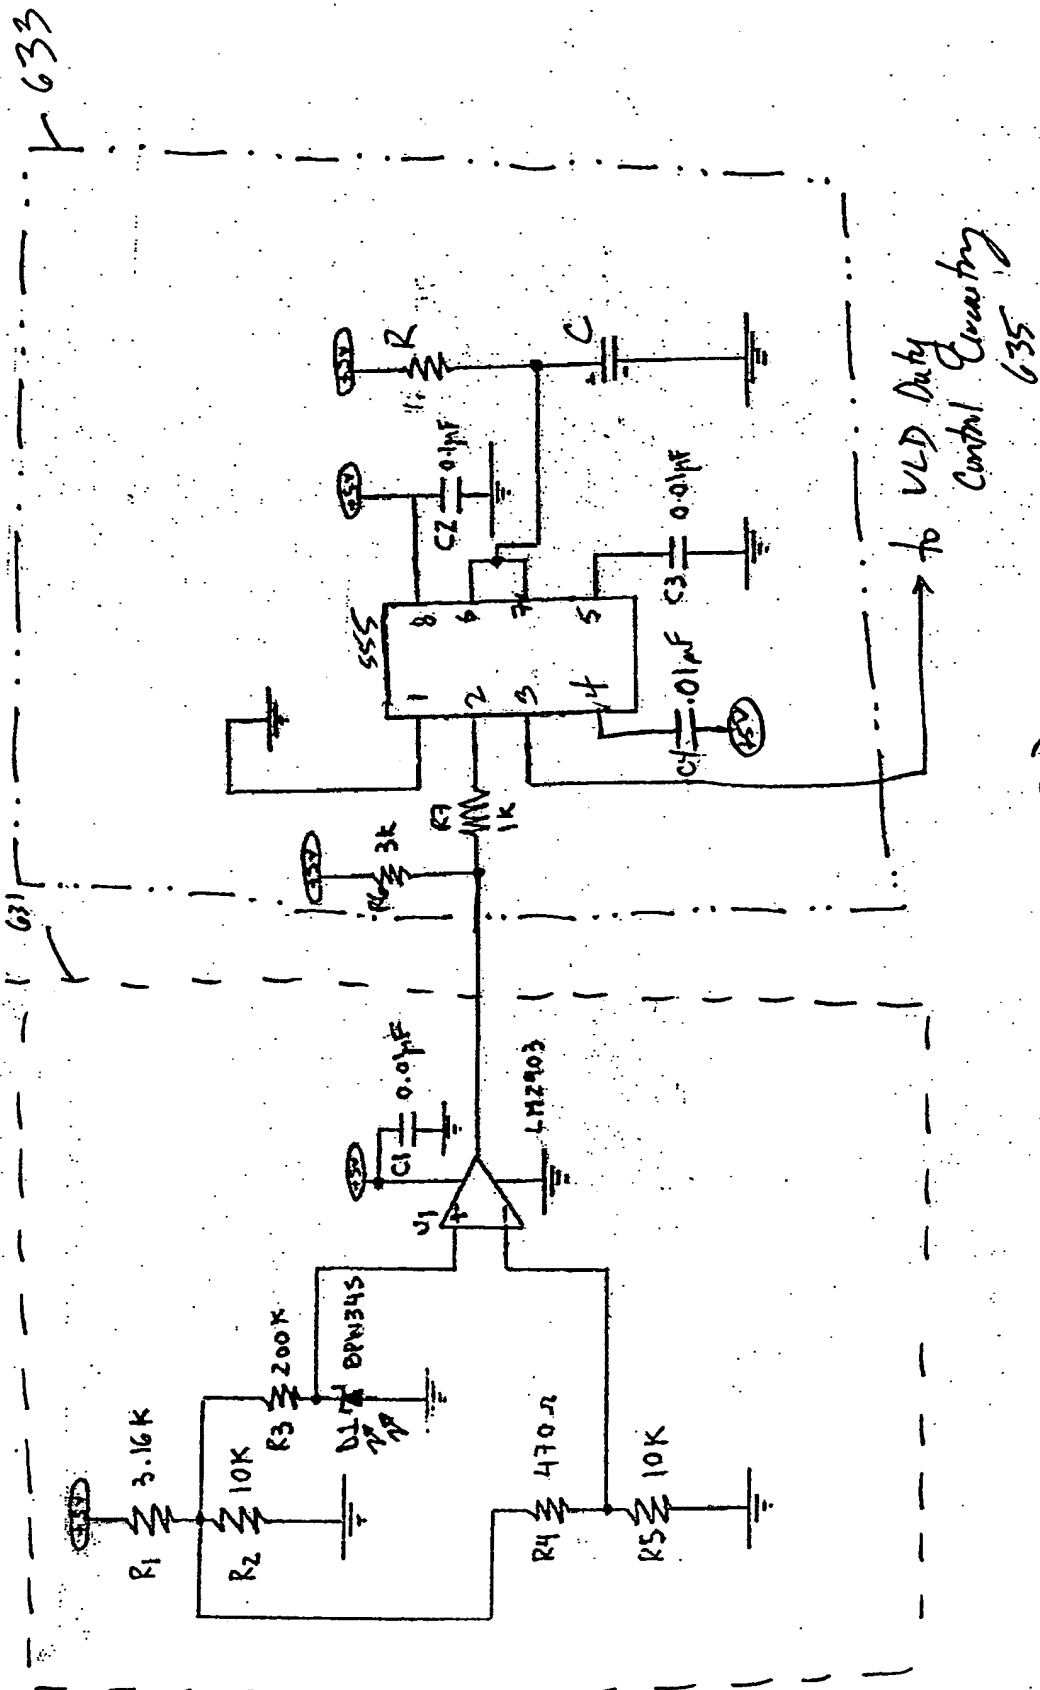 633
631
+5V
R1
3.16K
R2
10K
R3
200K
D1
BPW34S
R4
470Ω
R5
10K
U1
+
-
+5V
C1
0.01µF
LM2903
+5V
R6
3K
R7
1K
555
1
2
3
4
8
6
7
5
+5V
C2
0.1µF
+5V
R
+
-
C
C3
0.01µF
C4
.01µF
+5V
to VLD Duty
Control Circuitry
635